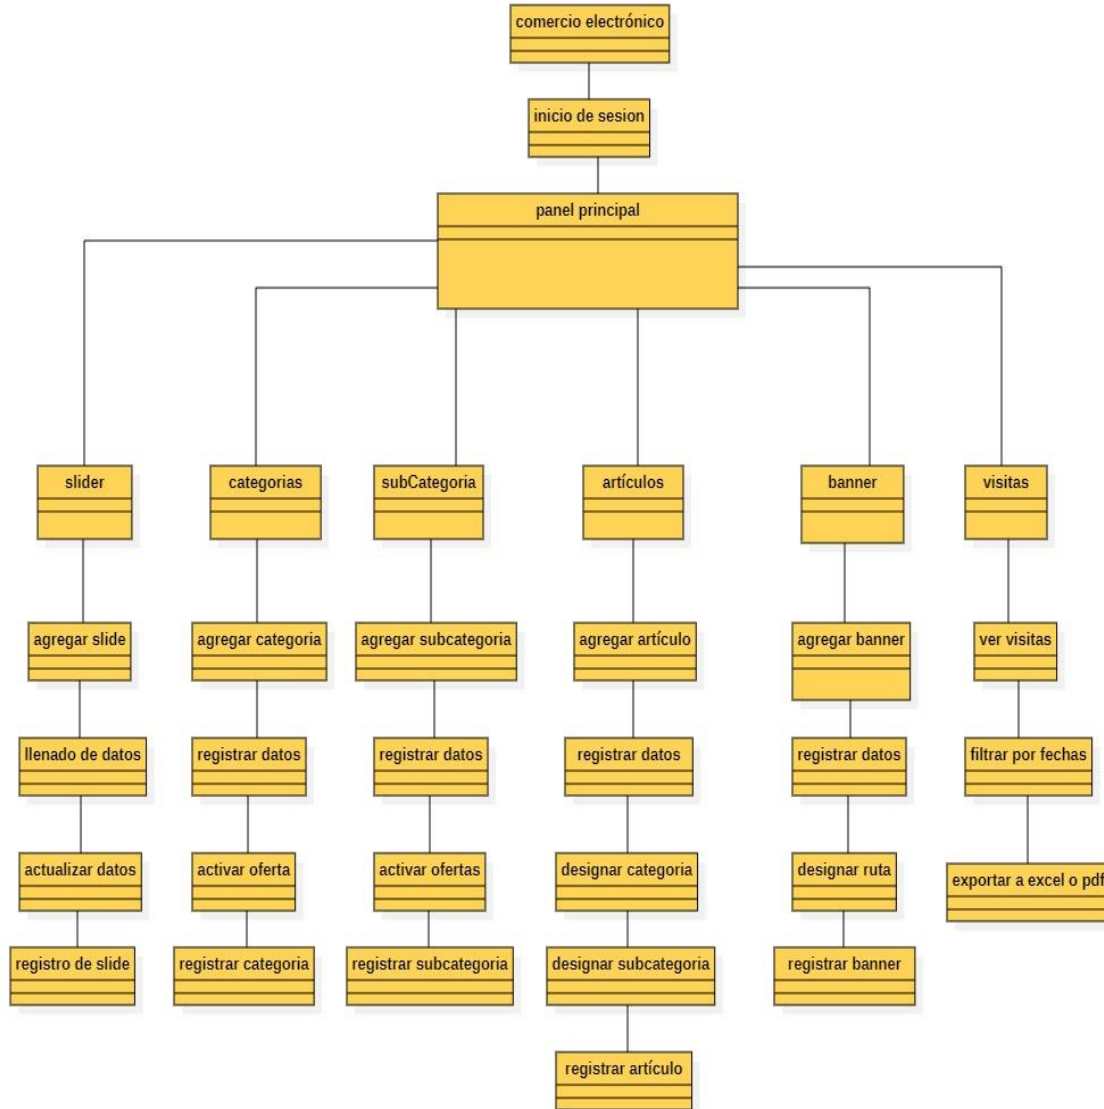 comercio electrónico
inicio de sesion
panel principal
slider
categorias
subCategoria
artículos
banner
visitas
agregar slide
agregar categoria
agregar subcategoria
agregar artículo
agregar banner
ver visitas
llenado de datos
registrar datos
registrar datos
registrar datos
registrar datos
filtrar por fechas
actualizar datos
activar oferta
activar ofertas
designar categoria
designar ruta
exportar a excel o pdf
registro de slide
registrar categoria
registrar subcategoria
designar subcategoria
registrar banner
registrar artículo